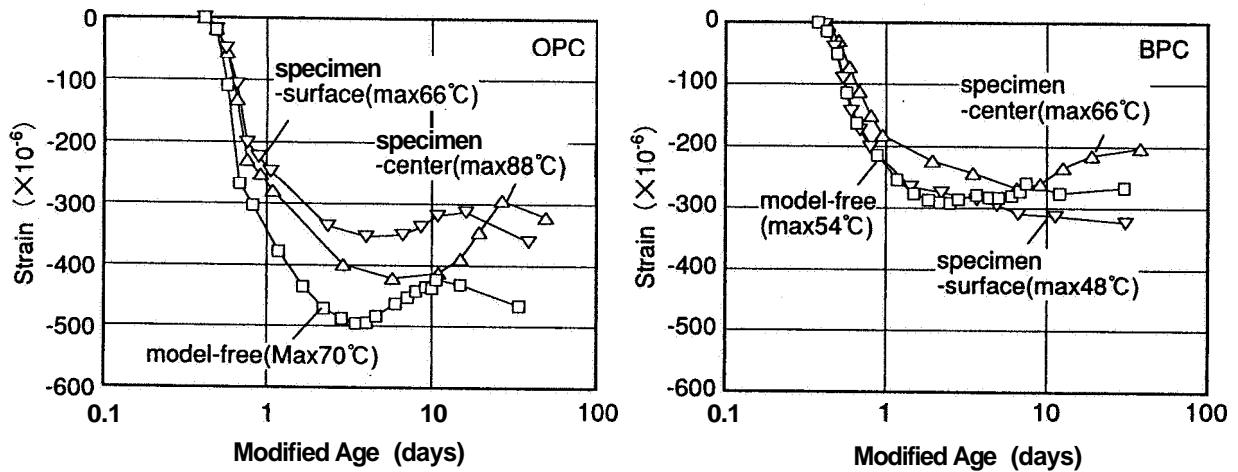 0
-100
-200
-300
-400
-500
-600
Strain (×10⁻⁶)
OPC
specimen
-surface(max66℃)
specimen
-center(max88℃)
model-free(Max70℃)
0.1 1 10 100
Modified Age (days)
0
-100
-200
-300
-400
-500
-600
Strain (×10⁻⁶)
BPC
specimen
-center(max66℃)
model-free
(max54℃)
specimen
-surface(max48℃)
0.1 1 10 100
Modified Age (days)